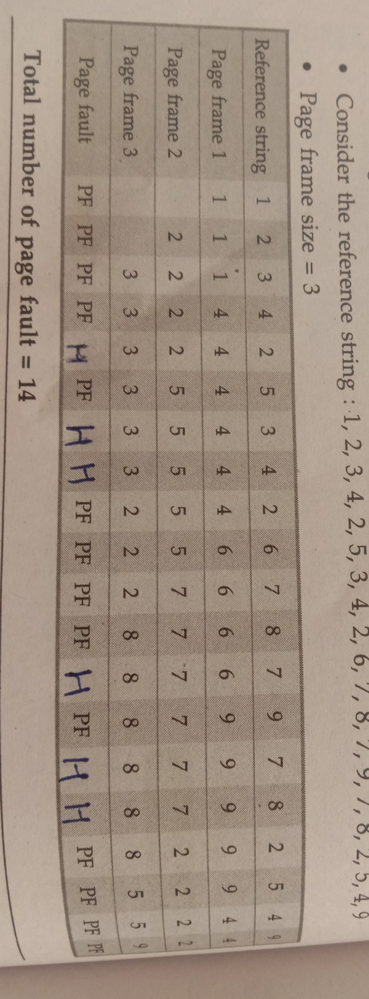 • Consider the reference string : 1, 2, 3, 4, 2, 5, 3, 4, 2, 6, 7, 8, 7, 9, 7, 8, 2, 5, 4, 9
• Page frame size = 3
Reference string 1 2 3 4 2 5 3 4 2 6 7 8 7 9 7 8 2 5 4 9
Page frame 1 1 1 1 4 4 4 4 4 4 6 6 6 6 9 9 9 9 9 4 4
Page frame 2 2 2 2 2 5 5 5 5 5 7 7 7 7 7 7 2 2 2 2
Page frame 3 3 3 3 3 3 3 2 2 2 8 8 8 8 8 8 5 5 9
Page fault PF PF PF PF H PF H H PF PF PF PF H PF H H PF PF PF PF
Total number of page fault = 14